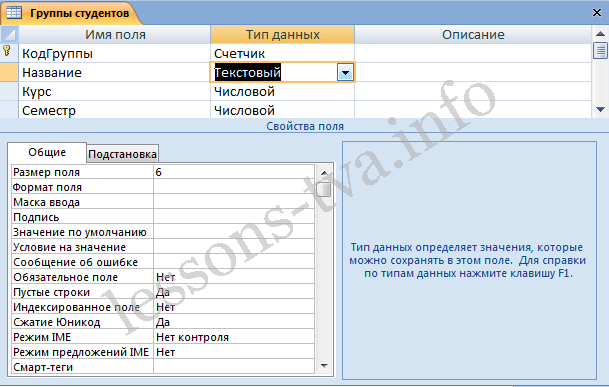 Группы студентов
Имя поля Тип данных Описание
КодГруппы Счетчик
Название Текстовый
Курс Числовой
Семестр Числовой
Свойства поля
Общие Подстановка
Размер поля 6
Формат поля
Маска ввода
Подпись
Значение по умолчанию
Условие на значение
Сообщение об ошибке
Обязательное поле Нет
Пустые строки Да
Индексированное поле Нет
Сжатие Юникод Да
Режим IME Нет контроля
Режим предложений IME Нет
Смарт-теги
Тип данных определяет значения, которые
можно сохранять в этом поле. Для справки
по типам данных нажмите клавишу F1.
lessons-tva.info